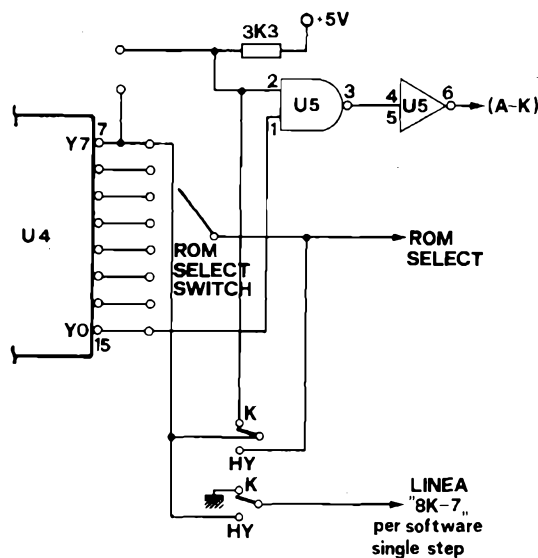 3K3
+5V
2
1
U5
3
4
5
U5
6
(A-K)
7
Y7
U4
Y0
15
ROM
SELECT
SWITCH
ROM
SELECT
K
HY
K
HY
LINEA
"8K-7"
per software
single step